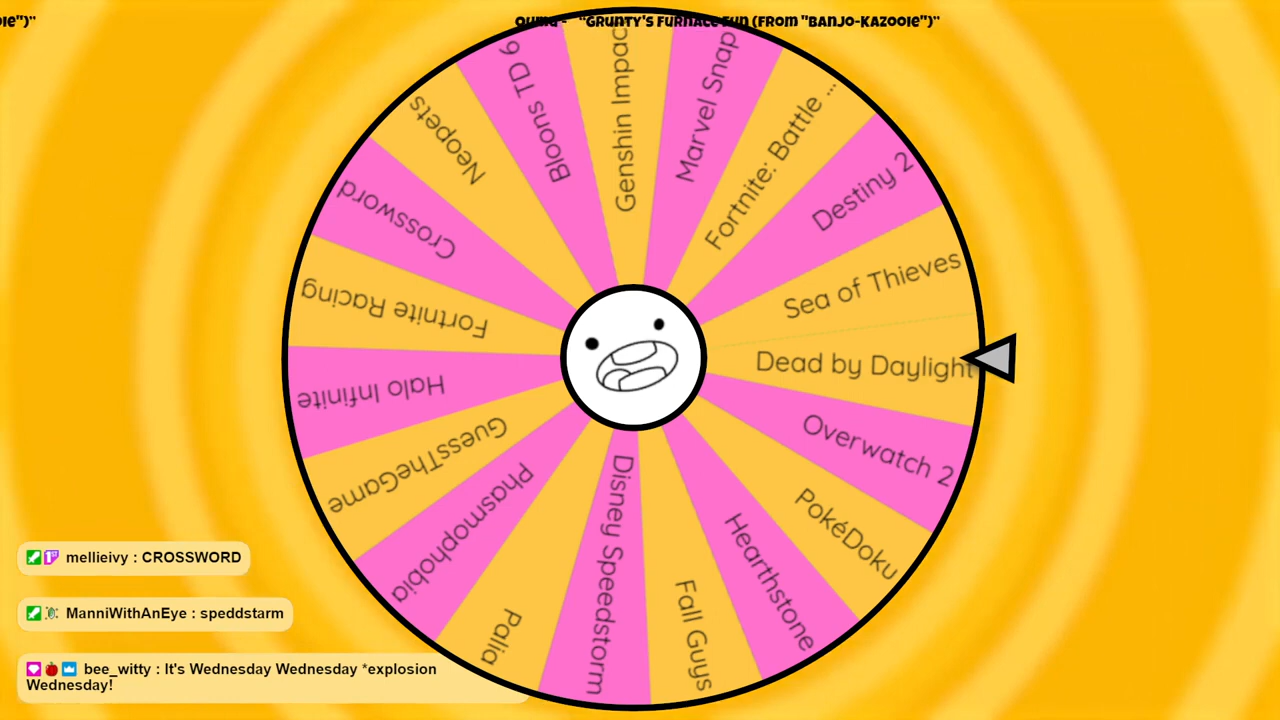 OIE")"
Qumu - "Grunty's Furnace Fun (From "Banjo-Kazooie")"
Genshin Impac
Marvel Snap
Fortnite: Battle ...
Destiny 2
Sea of Thieves
Dead by Daylight
Overwatch 2
PokéDoku
Hearthstone
Fall Guys
Disney Speedstorm
Palia
Phasmophobia
GuessTheGame
Halo Infinite
Fortnite Racing
Crossword
Neopets
Bloons TD 6
mellieivy : CROSSWORD
ManniWithAnEye : speddstarm
bee_witty : It's Wednesday Wednesday *explosion
Wednesday!